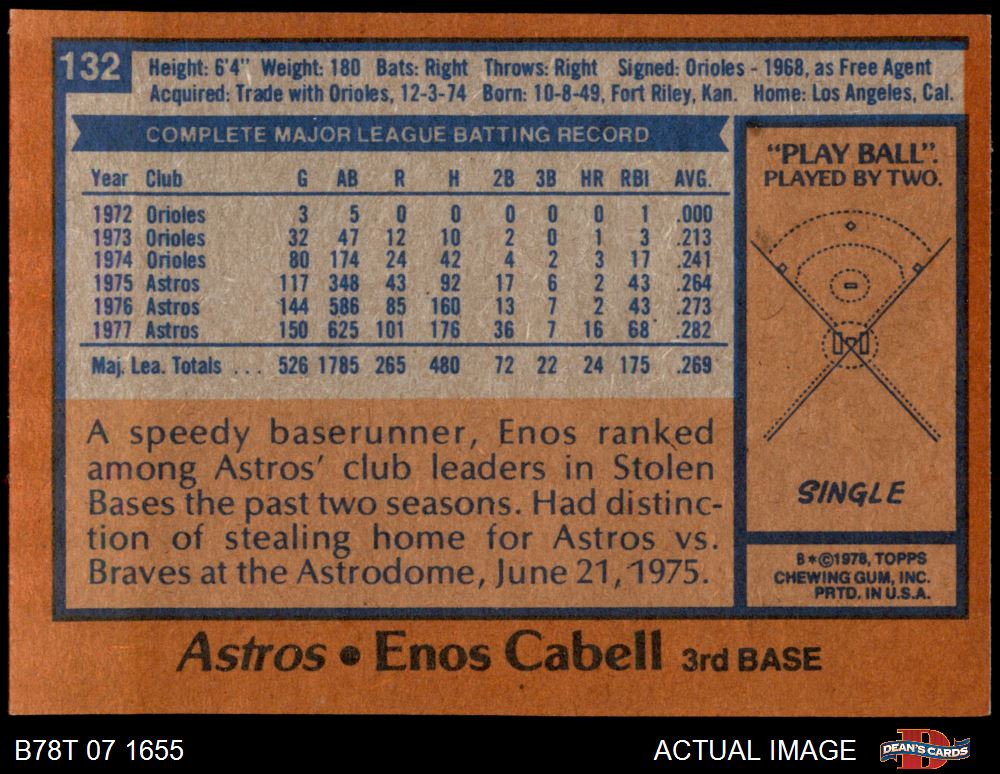 132
Height: 6'4" Weight: 180 Bats: Right Throws: Right Signed: Orioles - 1968, as Free Agent
Acquired: Trade with Orioles, 12-3-74 Born: 10-8-49, Fort Riley, Kan. Home: Los Angeles, Cal.
COMPLETE MAJOR LEAGUE BATTING RECORD
Year Club G AB R H 2B 3B HR RBI AVG.
1972 Orioles 3 5 0 0 0 0 0 1 .000
1973 Orioles 32 47 12 10 2 0 1 3 .213
1974 Orioles 80 174 24 42 4 2 3 17 .241
1975 Astros 117 348 43 92 17 6 2 43 .264
1976 Astros 144 586 85 160 13 7 2 43 .273
1977 Astros 150 625 101 176 36 7 16 68 .282
Maj. Lea. Totals ... 526 1785 265 480 72 22 24 175 .269
A speedy baserunner, Enos ranked
among Astros' club leaders in Stolen
Bases the past two seasons. Had distinc-
tion of stealing home for Astros vs.
Braves at the Astrodome, June 21, 1975.
"PLAY BALL".
PLAYED BY TWO.
SINGLE
B*©1978, TOPPS
CHEWING GUM, INC.
PRTD. IN U.S.A.
Astros • Enos Cabell 3rd BASE
B78T 07 1655
ACTUAL IMAGE
DEAN'S CARDS